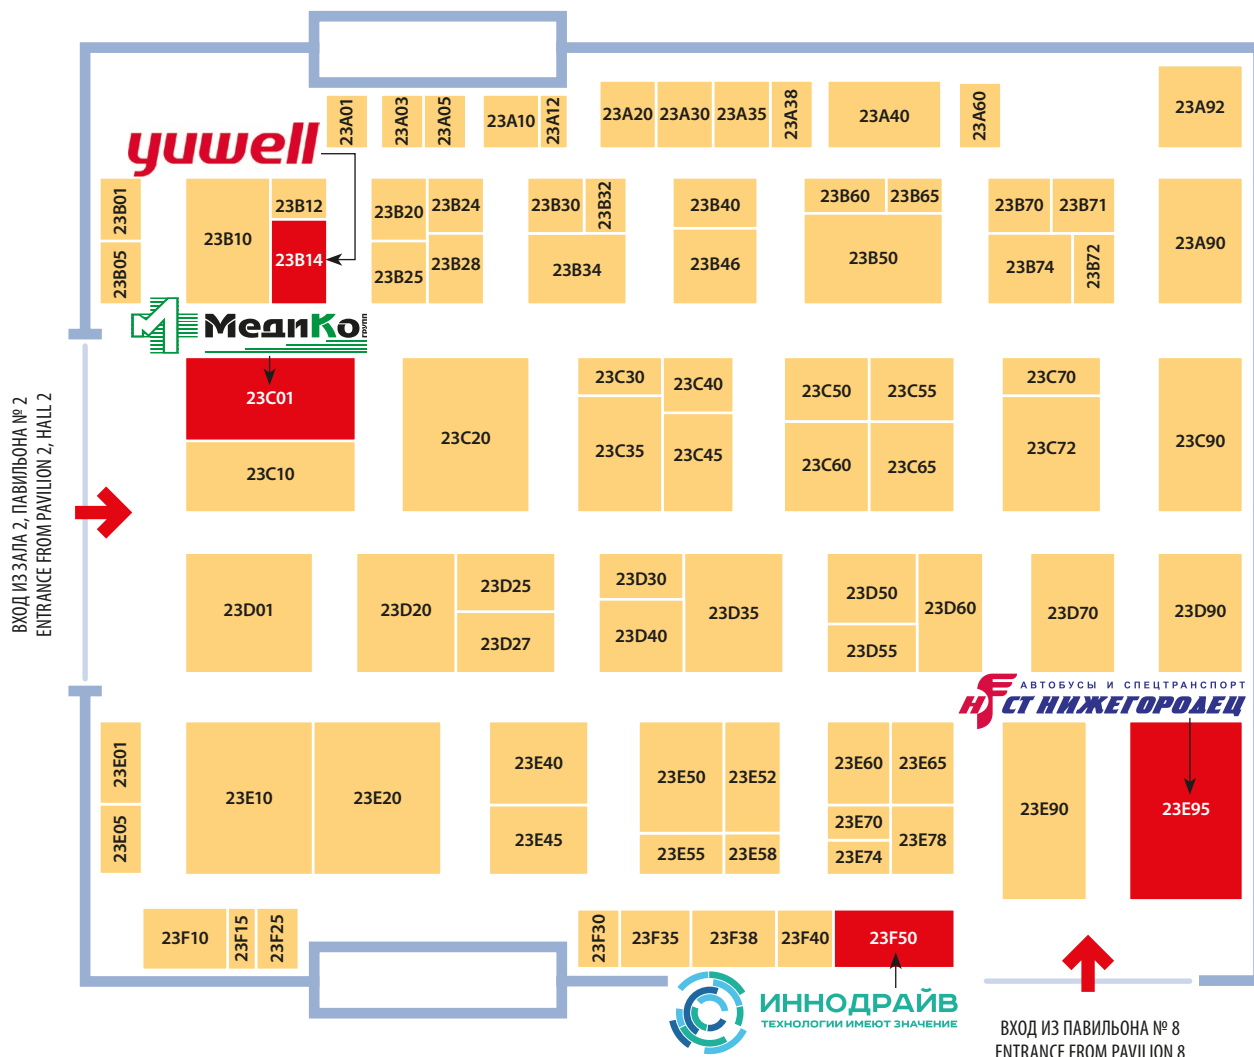 23A01
23A03
23A05
23A10
23A12
23A20
23A30
23A35
23A38
23A40
23A60
23A92
yuwell
23B01
23B05
23B10
23B12
23B14
23B20
23B24
23B25
23B28
23B30
23B32
23B34
23B40
23B46
23B60
23B65
23B50
23B70
23B71
23B74
23B72
23A90
МедиКо
ГРУПП
23C01
23C10
23C20
23C30
23C35
23C40
23C45
23C50
23C55
23C60
23C65
23C70
23C72
23C90
ВХОД ИЗ ЗАЛА 2, ПАВИЛЬОНА № 2
ENTRANCE FROM PAVILION 2, HALL 2
23D01
23D20
23D25
23D27
23D30
23D40
23D35
23D50
23D55
23D60
23D70
23D90
АВТОБУСЫ И СПЕЦТРАНСПОРТ
СТ НИЖЕГОРОДЕЦ
23E01
23E05
23E10
23E20
23E40
23E45
23E50
23E52
23E55
23E58
23E60
23E65
23E70
23E74
23E78
23E90
23E95
23F10
23F15
23F25
23F30
23F35
23F38
23F40
23F50
ИННОДРАЙВ
ТЕХНОЛОГИИ ИМЕЮТ ЗНАЧЕНИЕ
ВХОД ИЗ ПАВИЛЬОНА № 8
ENTRANCE FROM PAVILION 8